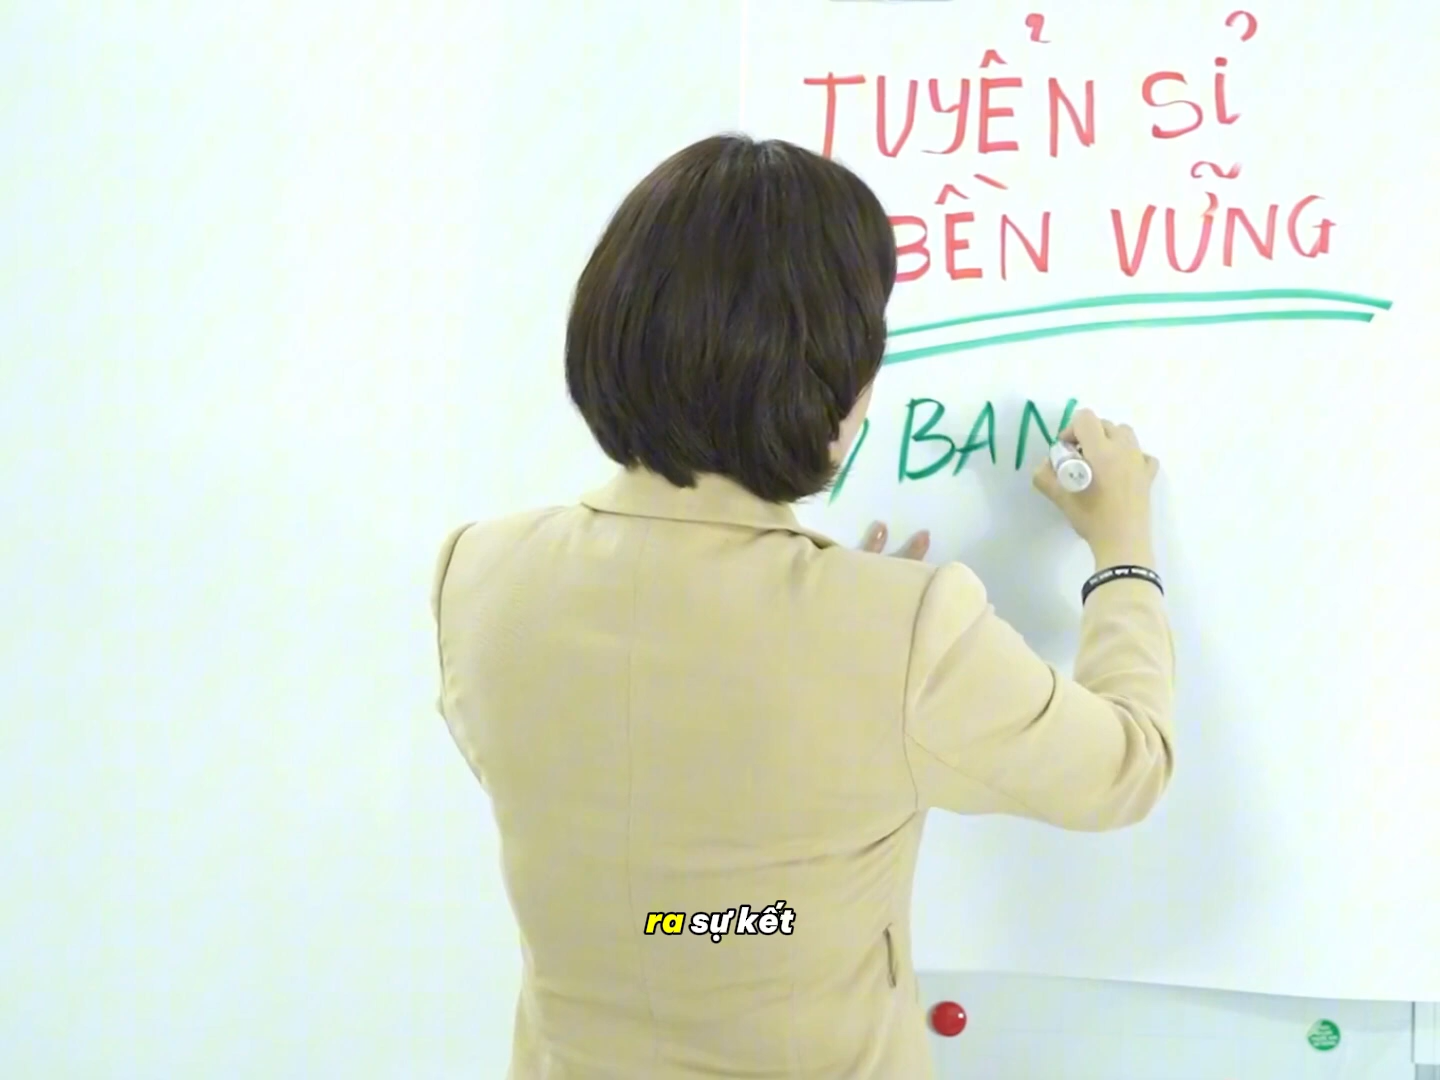 TUYỂN SỈ
BỀN VỮNG
BAN
ra sự kết